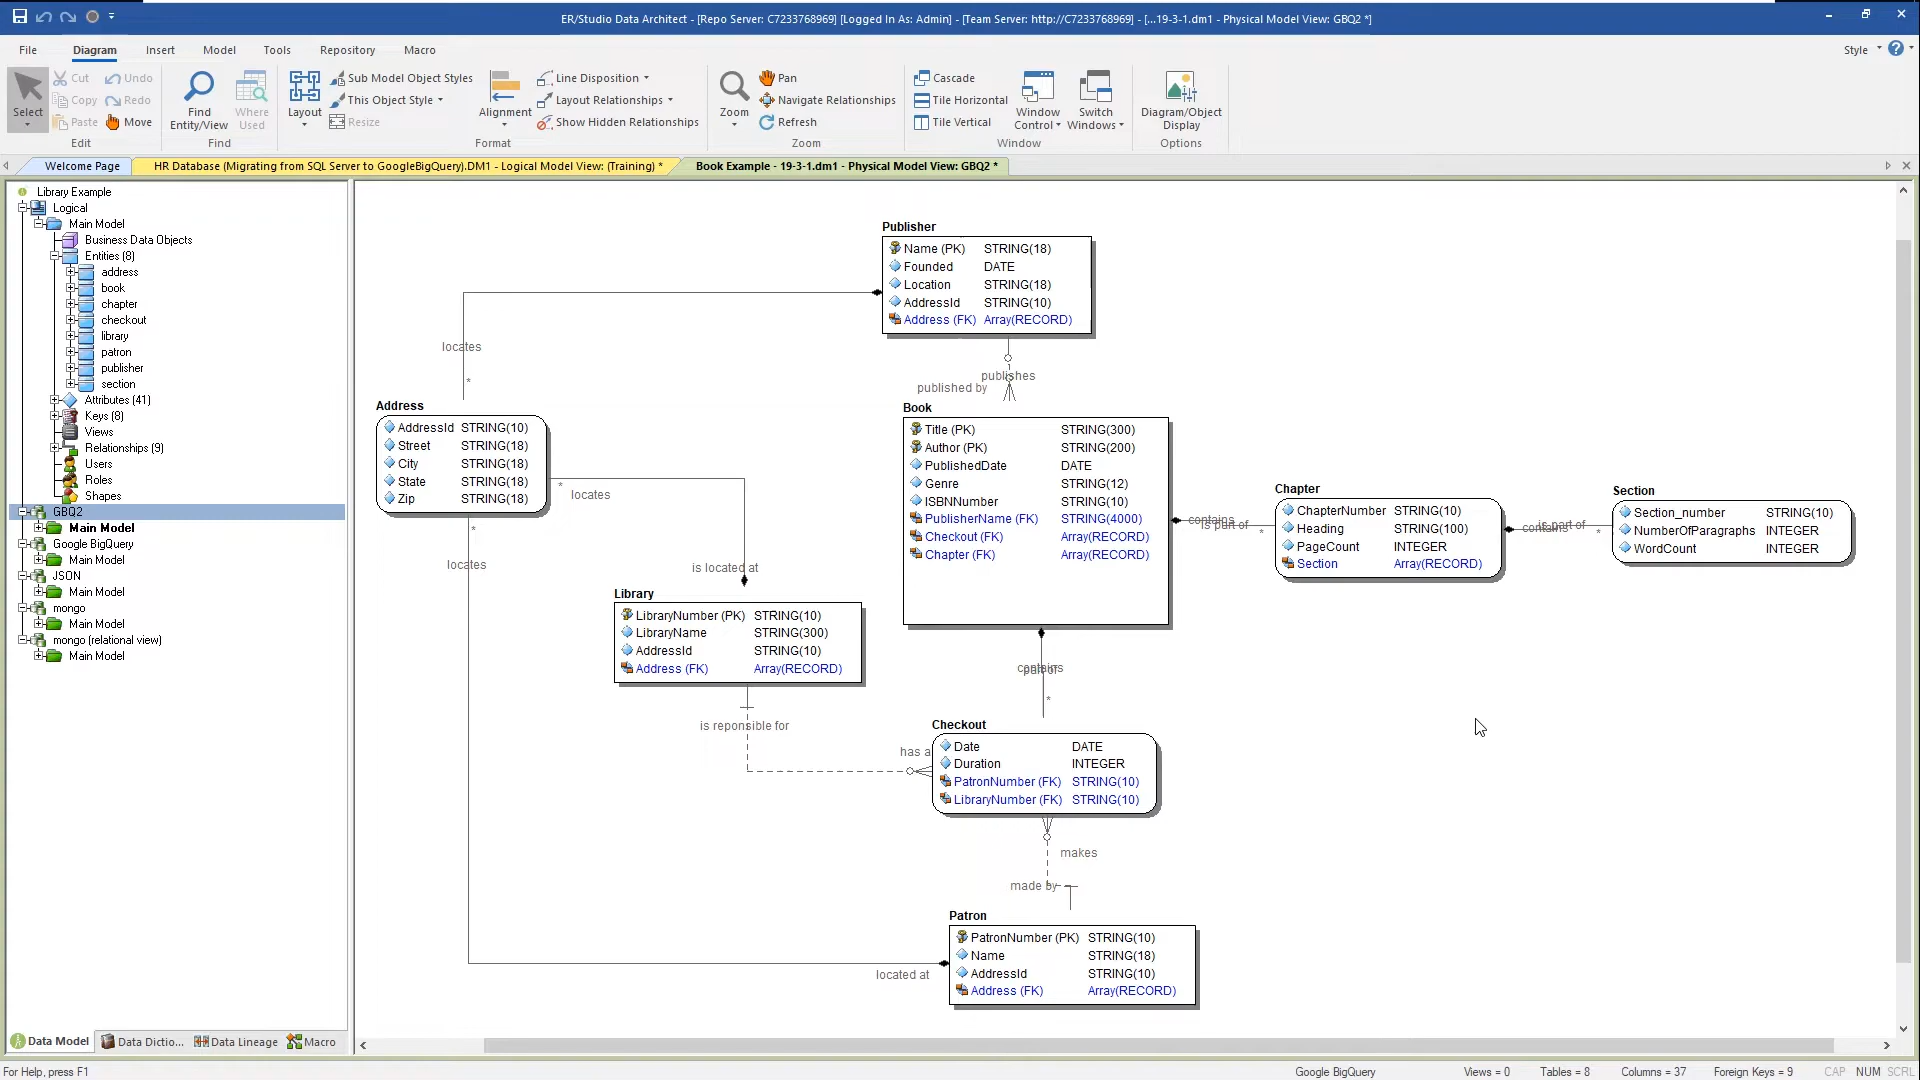 ER/Studio Data Architect - [Repo Server: C7233768969] [Logged In As: Admin] - [Team Server: http://C7233768969] - [...19-3-1.dm1 - Physical Model View: GBQ2 *]
File Diagram Insert Model Tools Repository Macro Style
Select
Cut
Copy
Paste
Undo
Redo
Move
Edit
Find Entity/View
Where Used
Find
Layout
Sub Model Object Styles
This Object Style
Resize
Alignment
Line Disposition
Layout Relationships
Show Hidden Relationships
Format
Zoom
Pan
Navigate Relationships
Refresh
Zoom
Cascade
Tile Horizontal
Tile Vertical
Window Control
Switch Windows
Window
Diagram/Object Display
Options
Welcome Page
HR Database (Migrating from SQL Server to GoogleBigQuery).DM1 - Logical Model View: (Training) *
Book Example - 19-3-1.dm1 - Physical Model View: GBQ2 *
Library Example
Logical
Main Model
Business Data Objects
Entities (8)
address
book
chapter
checkout
library
patron
publisher
section
Attributes (41)
Keys (8)
Views
Relationships (9)
Users
Roles
Shapes
GBQ2
Main Model
Google BigQuery
Main Model
JSON
Main Model
mongo
Main Model
mongo (relational view)
Main Model
Data Model
Data Dictio...
Data Lineage
Macro
Publisher
Name (PK) STRING(18)
Founded DATE
Location STRING(18)
AddressId STRING(10)
Address (FK) Array(RECORD)
locates
*
publishes
published by
Address
AddressId STRING(10)
Street STRING(18)
City STRING(18)
State STRING(18)
Zip STRING(18)
* locates
*
locates
is located at
Book
Title (PK) STRING(300)
Author (PK) STRING(200)
PublishedDate DATE
Genre STRING(12)
ISBNNumber STRING(10)
PublisherName (FK) STRING(4000)
Checkout (FK) Array(RECORD)
Chapter (FK) Array(RECORD)
contains
is part of
*
Chapter
ChapterNumber STRING(10)
Heading STRING(100)
PageCount INTEGER
Section Array(RECORD)
contains
is part of
*
Section
Section_number STRING(10)
NumberOfParagraphs INTEGER
WordCount INTEGER
Library
LibraryNumber (PK) STRING(10)
LibraryName STRING(300)
AddressId STRING(10)
Address (FK) Array(RECORD)
is reponsible for
has a
contains
part of
*
Checkout
Date DATE
Duration INTEGER
PatronNumber (FK) STRING(10)
LibraryNumber (FK) STRING(10)
makes
made by
Patron
PatronNumber (PK) STRING(10)
Name STRING(18)
AddressId STRING(10)
Address (FK) Array(RECORD)
located at
For Help, press F1
Google BigQuery
Views = 0
Tables = 8
Columns = 37
Foreign Keys = 9
CAP NUM SCRL